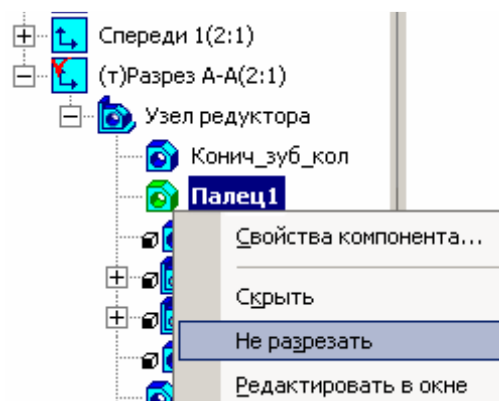 Спереди 1(2:1)
(т)Разрез А-А(2:1)
Узел редуктора
Конич_зуб_кол
Палец1
Свойства компонента...
Скрыть
Не разрезать
Редактировать в окне